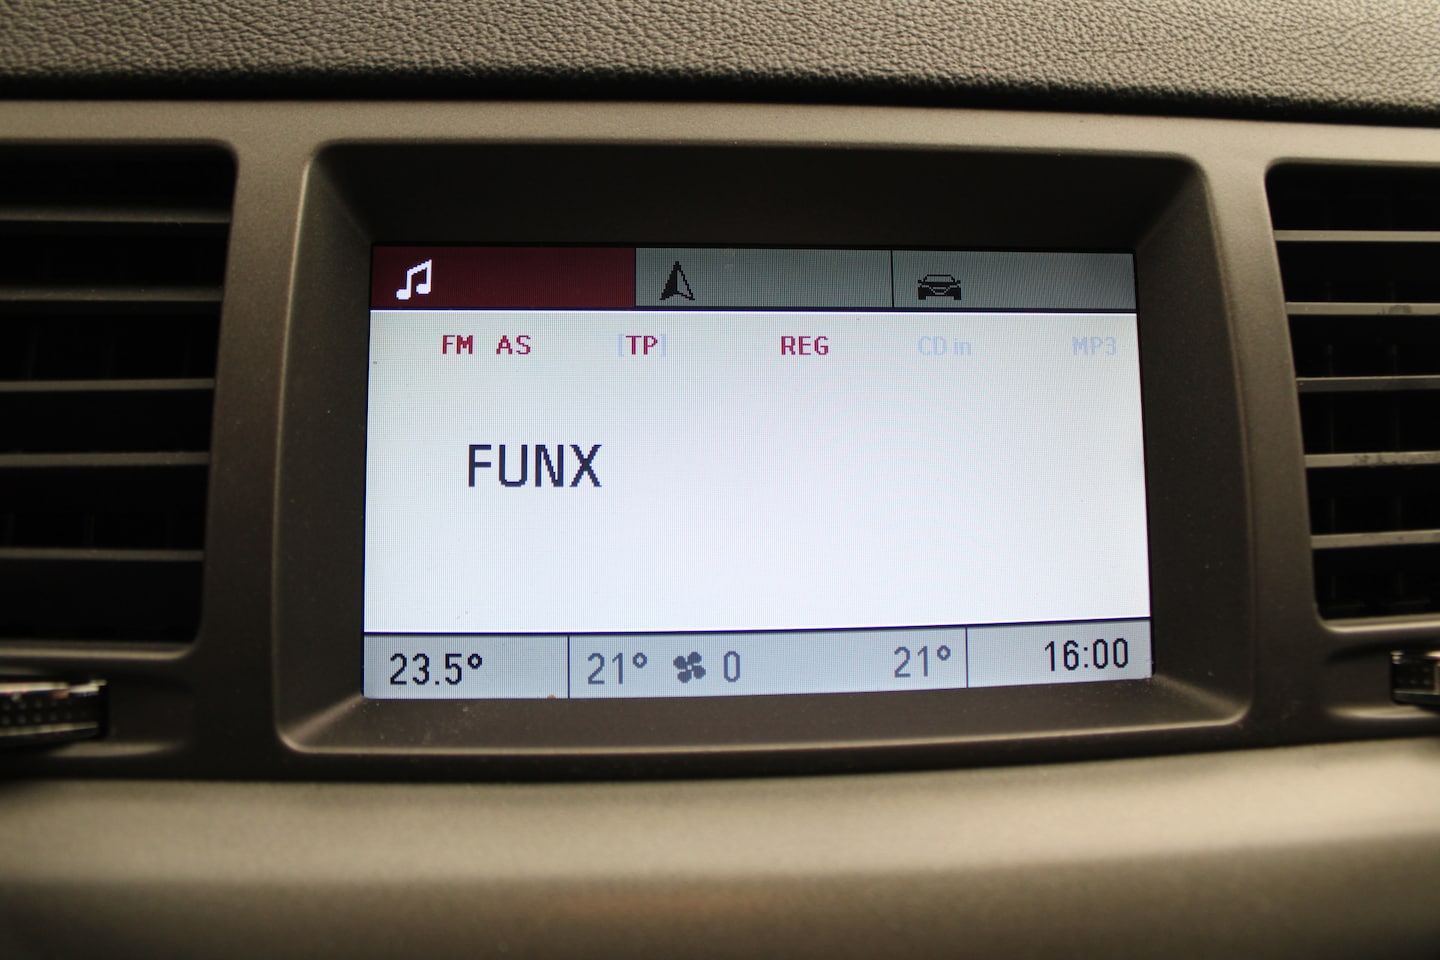 FM AS [TP] REG CD in MP3
FUNX
23.5° 21° 0 21° 16:00